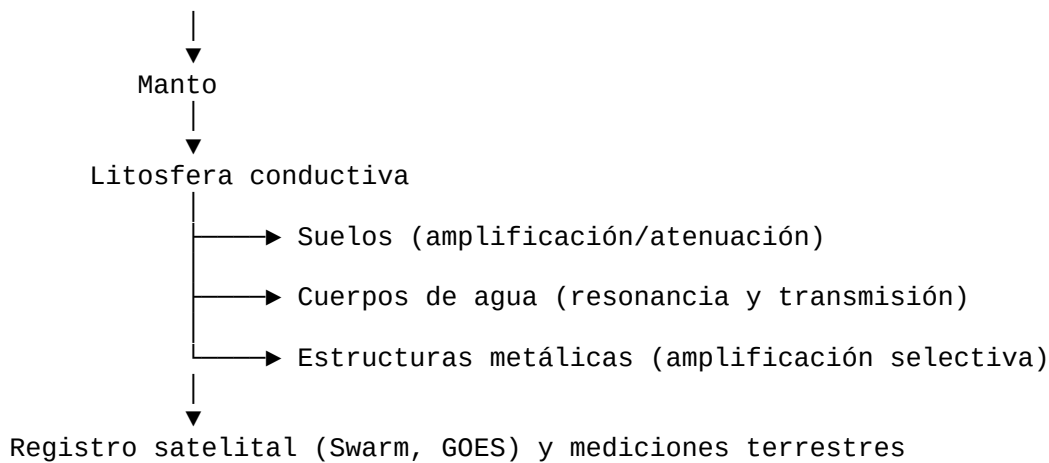 Manto
Litosfera conductiva
Suelos (amplificación/atenuación)
Cuerpos de agua (resonancia y transmisión)
Estructuras metálicas (amplificación selectiva)
Registro satelital (Swarm, GOES) y mediciones terrestres